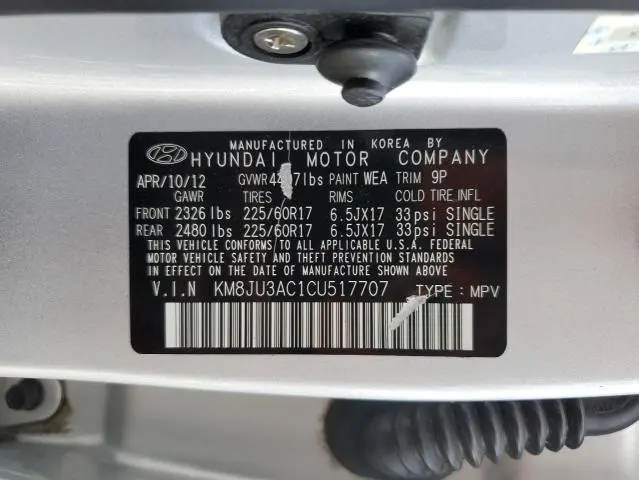 MANUFACTURED IN KOREA BY
HYUNDAI MOTOR COMPANY
APR/10/12 lbs PAINT WEA TRIM 9P
GAWR TIRES RIMS COLD TIRE INFL
FRONT 2326 lbs 225/60R17 6.5JX17 33psi SINGLE
REAR 2480 lbs 225/60R17 6.5JX17 33psi SINGLE
THIS VEHICLE CONFORMS TO ALL APPLICABLE U.S.A. FEDERAL
MOTOR VEHICLE SAFETY AND THEFT PREVENTION STANDARDS
IN EFFECT ON THE DATE OF MANUFACTURE SHOWN ABOVE.
V.I.N KM8JU3AC1CU517707 TYPE : MPV